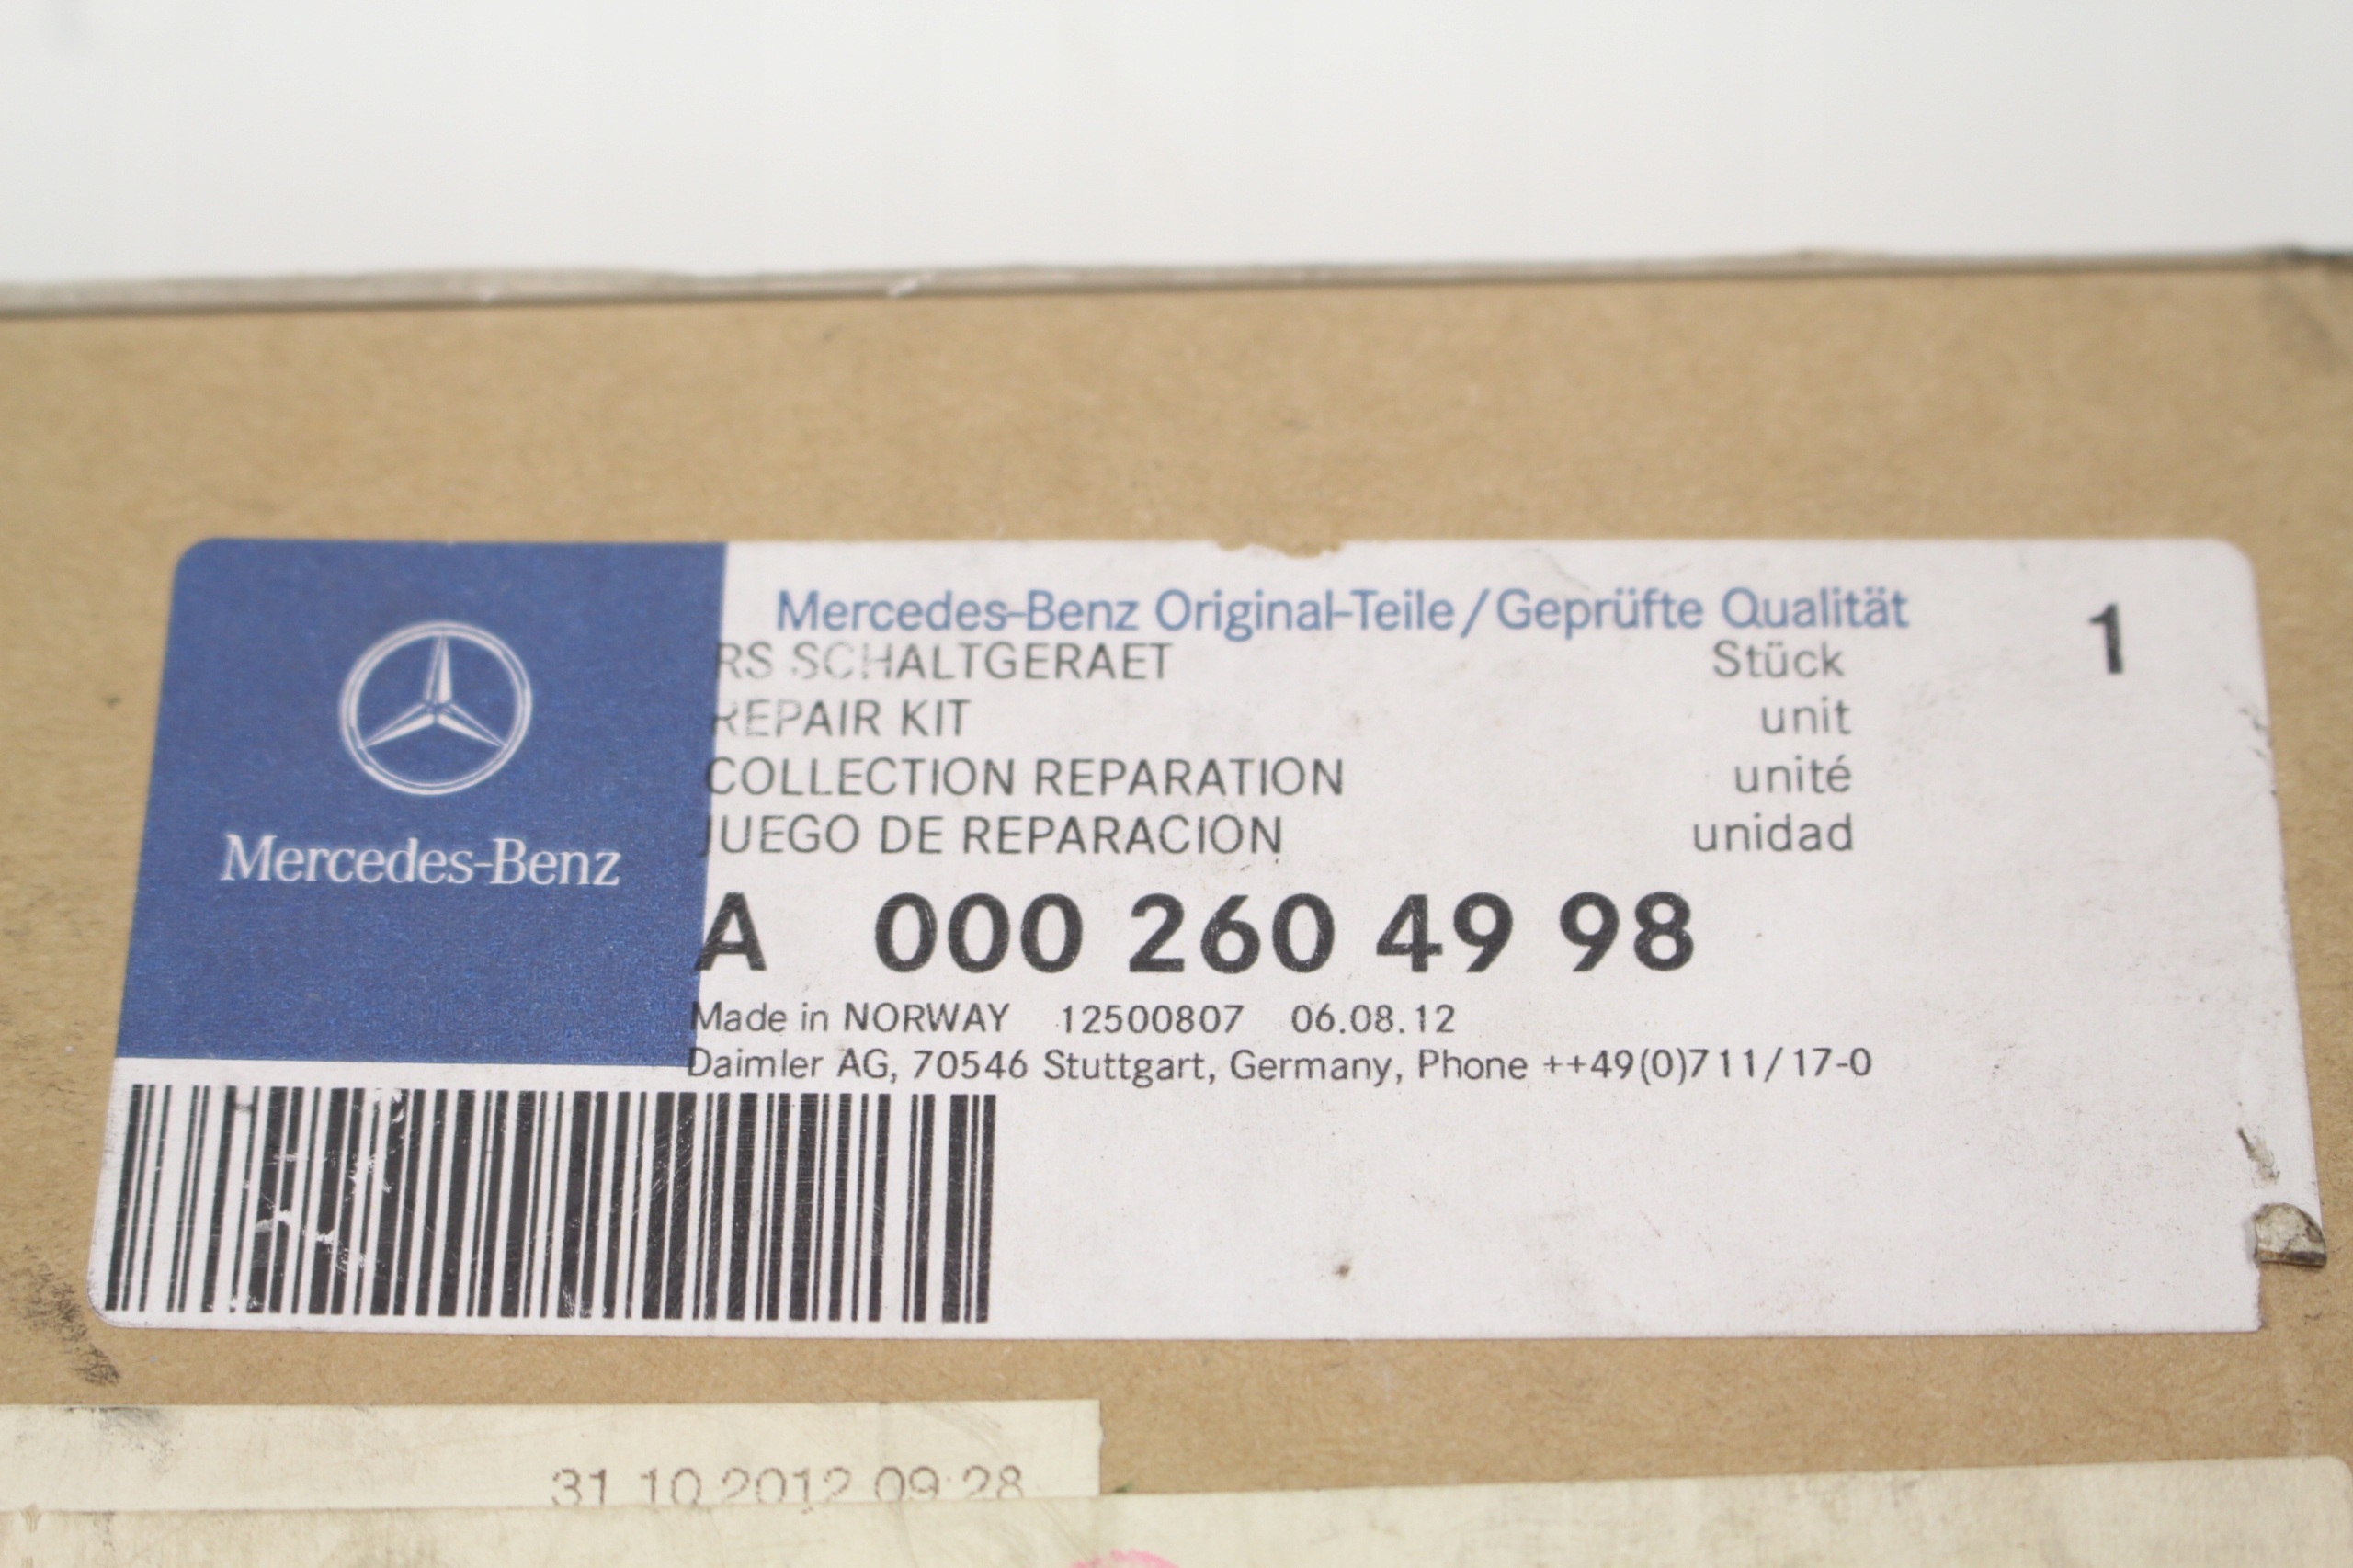 Mercedes-Benz
Mercedes-Benz Original-Teile/Geprüfte Qualität
RS SCHALTGERAET Stück 1
REPAIR KIT unit
COLLECTION REPARATION unité
JUEGO DE REPARACION unidad
A 000 260 49 98
Made in NORWAY 12500807 06.08.12
Daimler AG, 70546 Stuttgart, Germany, Phone ++49(0)711/17-0
31 10 2012 09:28